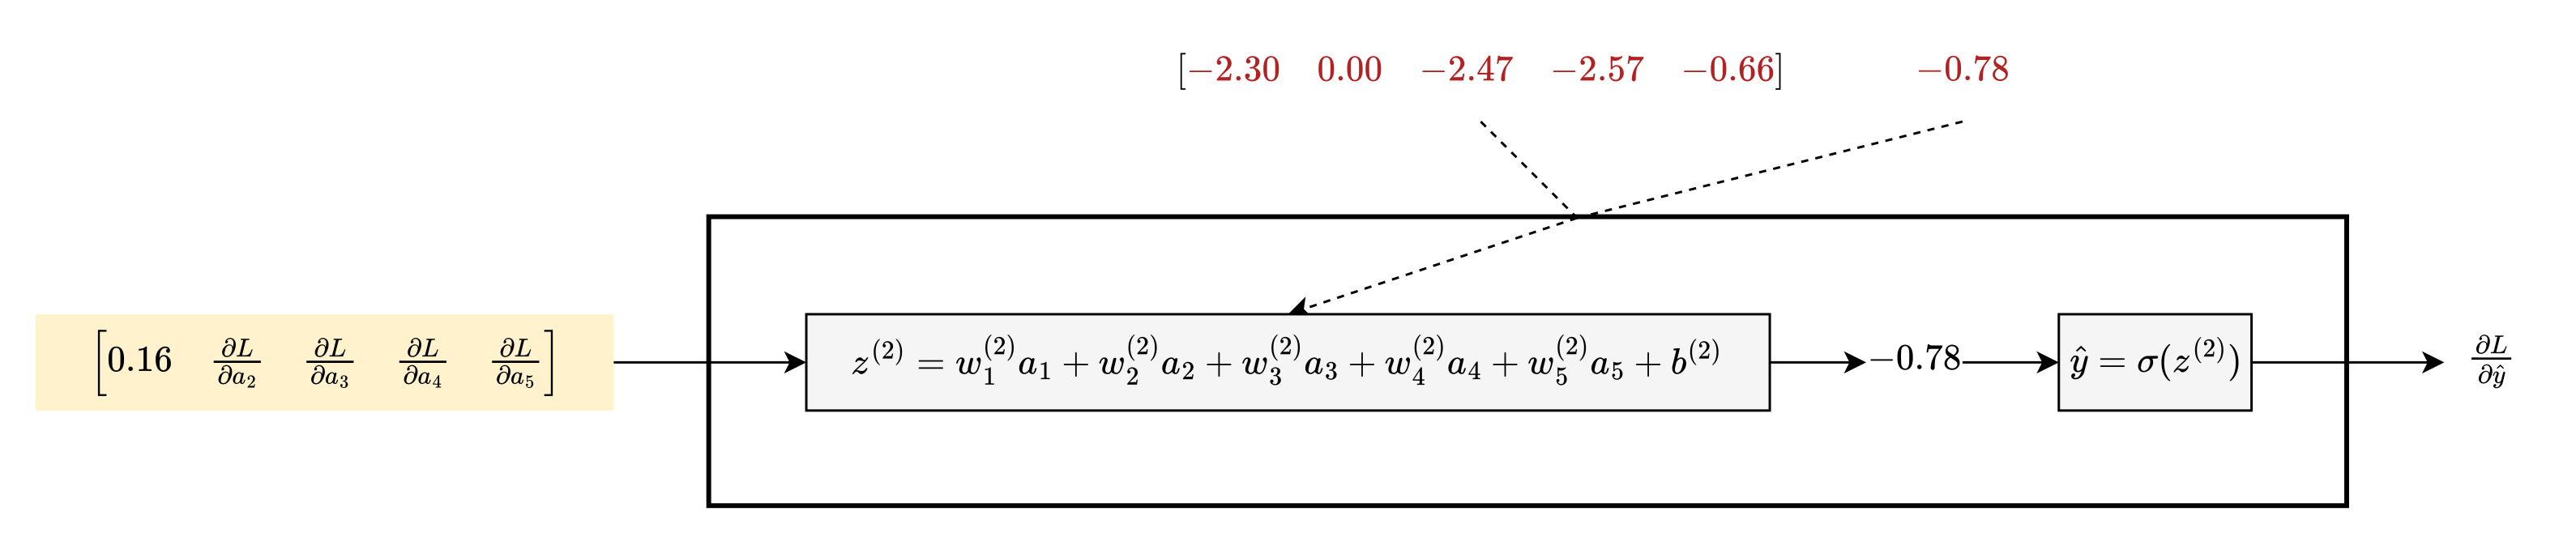 [−2.30 0.00 −2.47 −2.57 −0.66] −0.78
[0.16 ∂L/∂a₂ ∂L/∂a₃ ∂L/∂a₄ ∂L/∂a₅] z⁽²⁾ = w₁⁽²⁾a₁ + w₂⁽²⁾a₂ + w₃⁽²⁾a₃ + w₄⁽²⁾a₄ + w₅⁽²⁾a₅ + b⁽²⁾ −0.78 ŷ = σ(z⁽²⁾) ∂L/∂ŷ